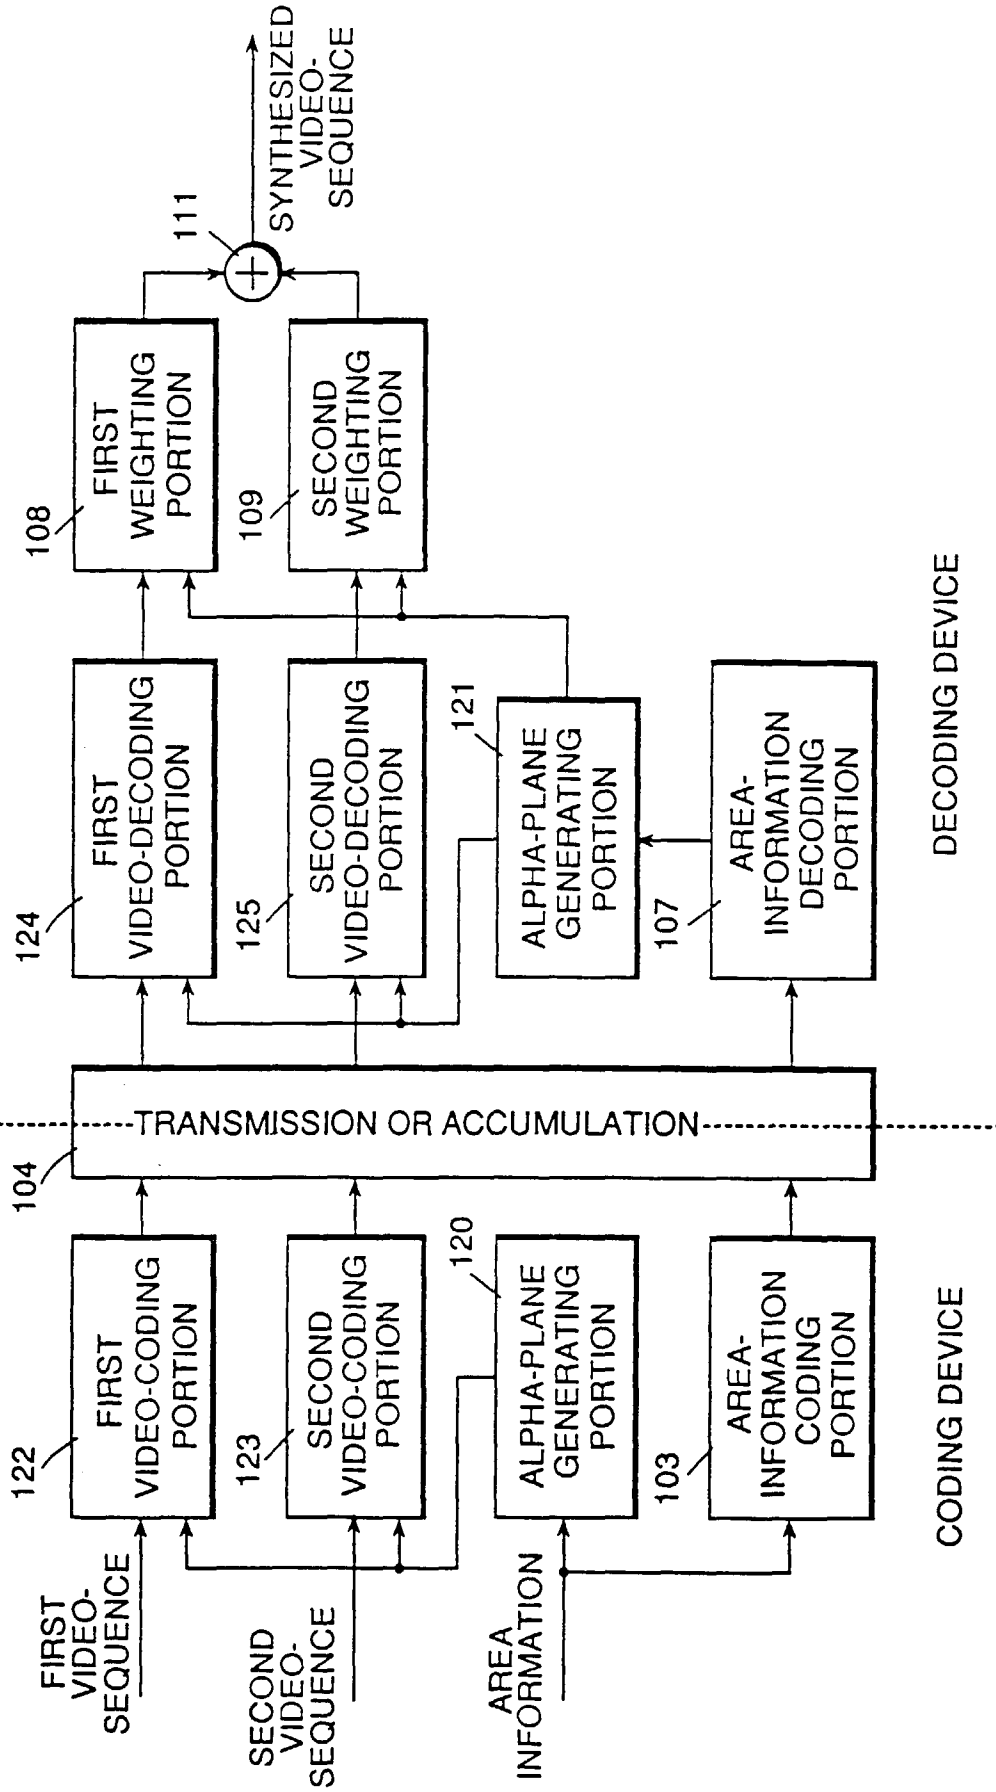 FIRST
VIDEO-
SEQUENCE
122
FIRST
VIDEO-CODING
PORTION
SECOND
VIDEO-
SEQUENCE
123
SECOND
VIDEO-CODING
PORTION
AREA
INFORMATION
120
ALPHA-PLANE
GENERATING
PORTION
103
AREA-
INFORMATION
CODING
PORTION
CODING DEVICE
104
TRANSMISSION OR ACCUMULATION
124
FIRST
VIDEO-DECODING
PORTION
125
SECOND
VIDEO-DECODING
PORTION
121
ALPHA-PLANE
GENERATING
PORTION
107
AREA-
INFORMATION
DECODING
PORTION
DECODING DEVICE
108
FIRST
WEIGHTING
PORTION
109
SECOND
WEIGHTING
PORTION
111
+
SYNTHESIZED
VIDEO-
SEQUENCE